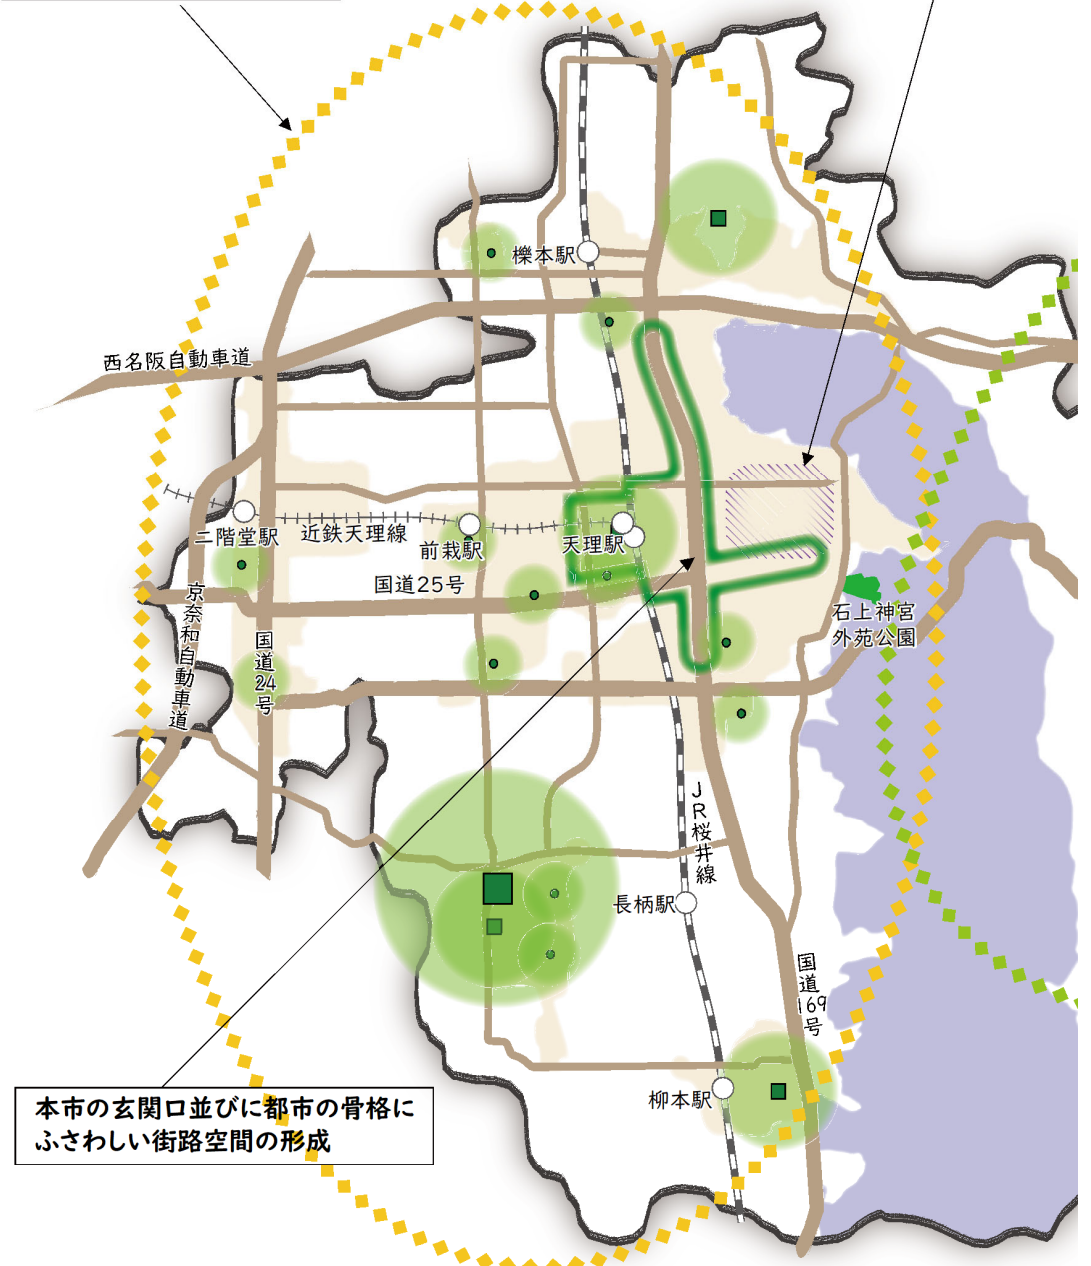 櫟本駅
西名阪自動車道
二階堂駅
近鉄天理線
前栽駅
天理駅
国道25号
京奈和自動車道
国道24号
石上神宮
外苑公園
JR桜井線
長柄駅
国道169号
柳本駅
本市の玄関口並びに都市の骨格に
ふさわしい街路空間の形成